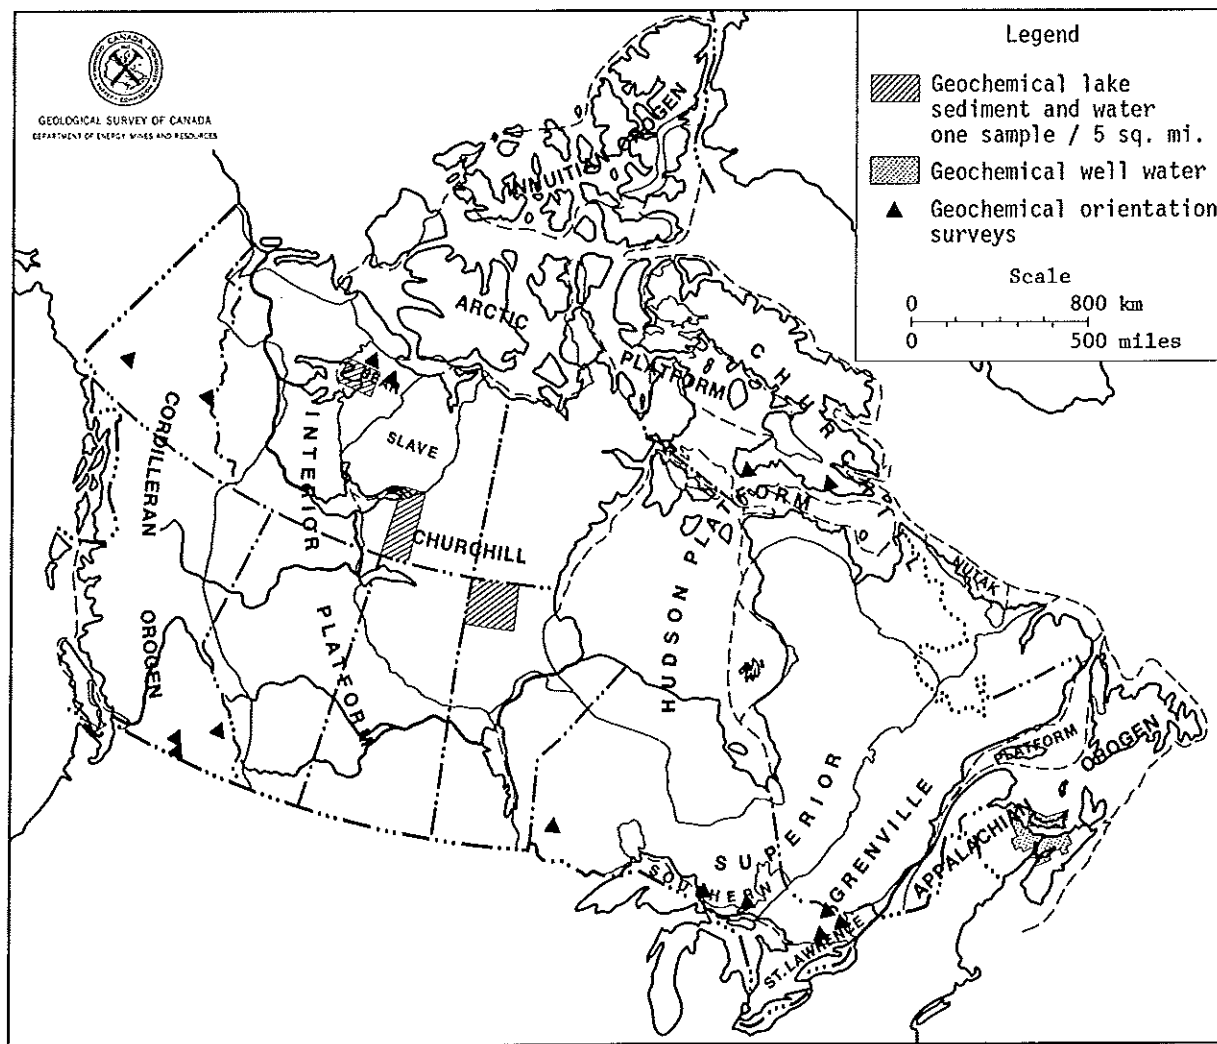 GEOLOGICAL SURVEY OF CANADA
DEPARTMENT OF ENERGY, MINES AND RESOURCES
Legend
Geochemical lake
sediment and water
one sample / 5 sq. mi.
Geochemical well water
Geochemical orientation
surveys
Scale
0 800 km
0 500 miles
INNUITIAN OROGEN
ARCTIC
PLATFORM
CHURCHILL
BEAR
SLAVE
CORDILLERAN
OROGEN
INTERIOR
PLATFORM
CHURCHILL
HUDSON PLATFORM
NUTAK
SUPERIOR
SOUTHERN
GRENVILLE
ST. LAWRENCE
PLATFORM
APPALACHIAN
OROGEN